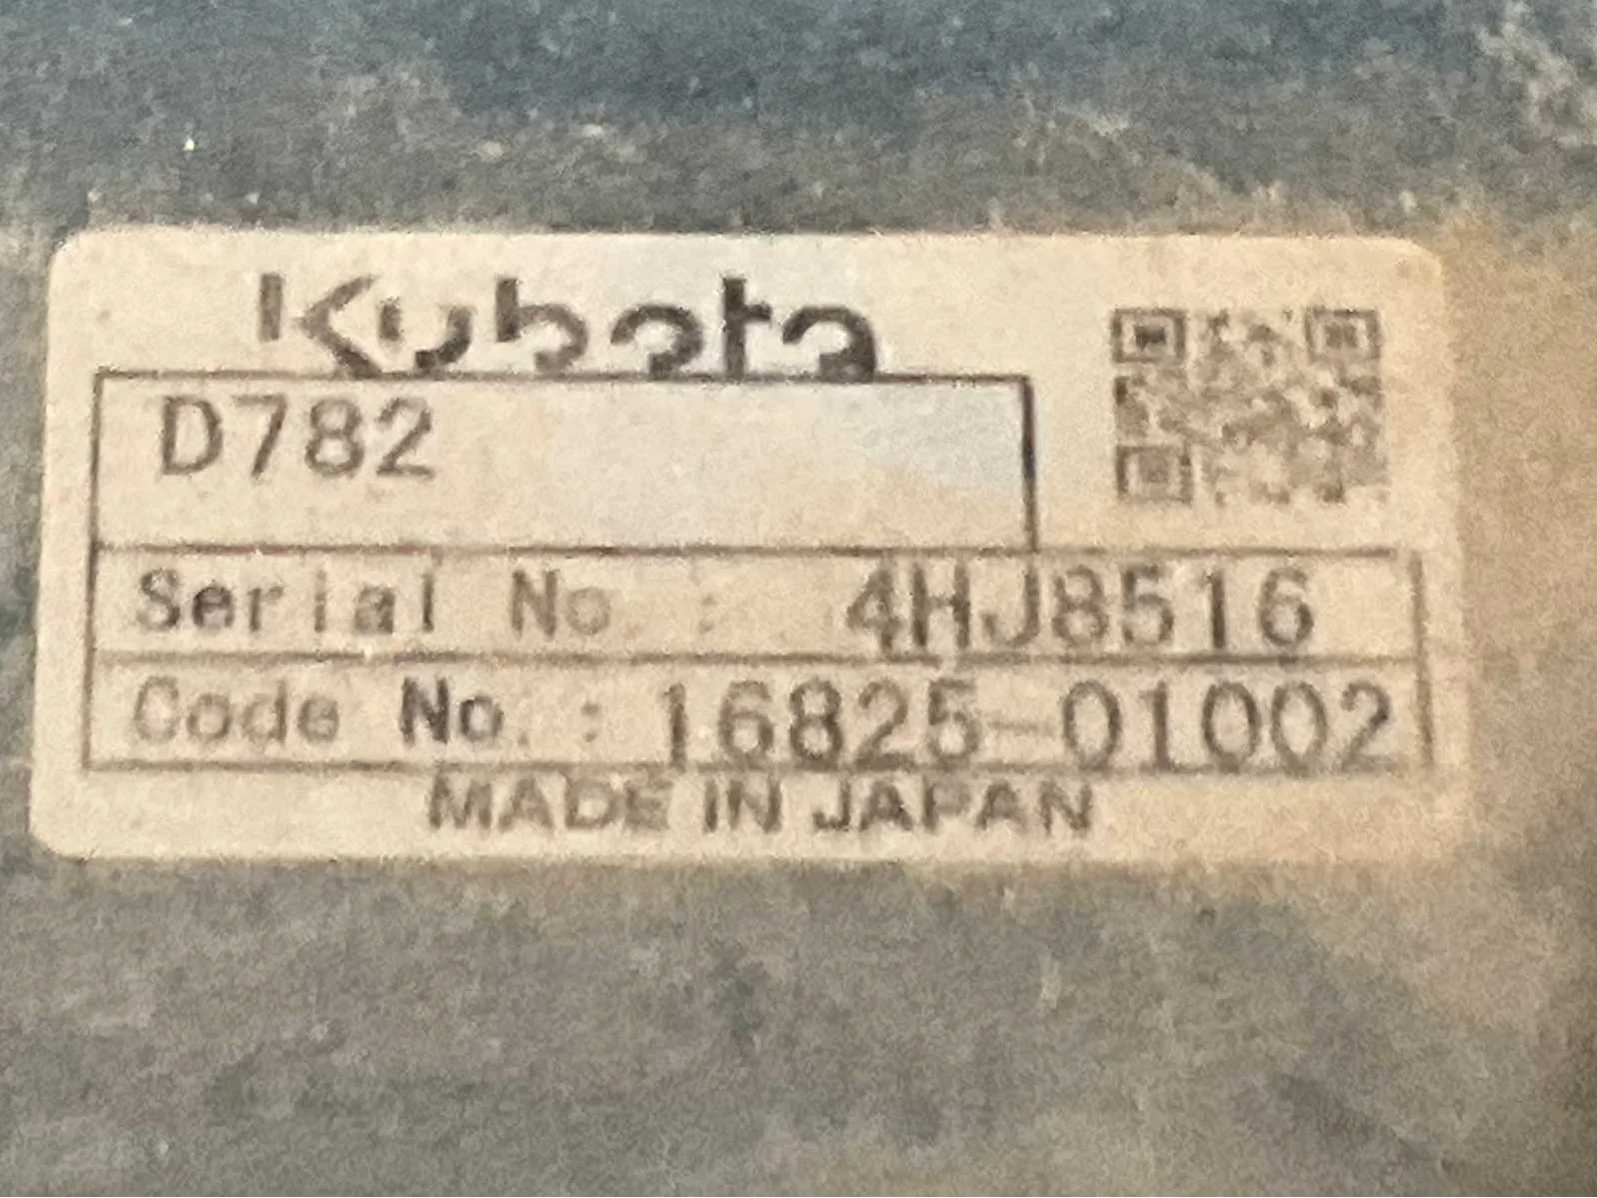 Kubota
D782
Serial No. : 4HJ8516
Code No. : 16825-01002
MADE IN JAPAN